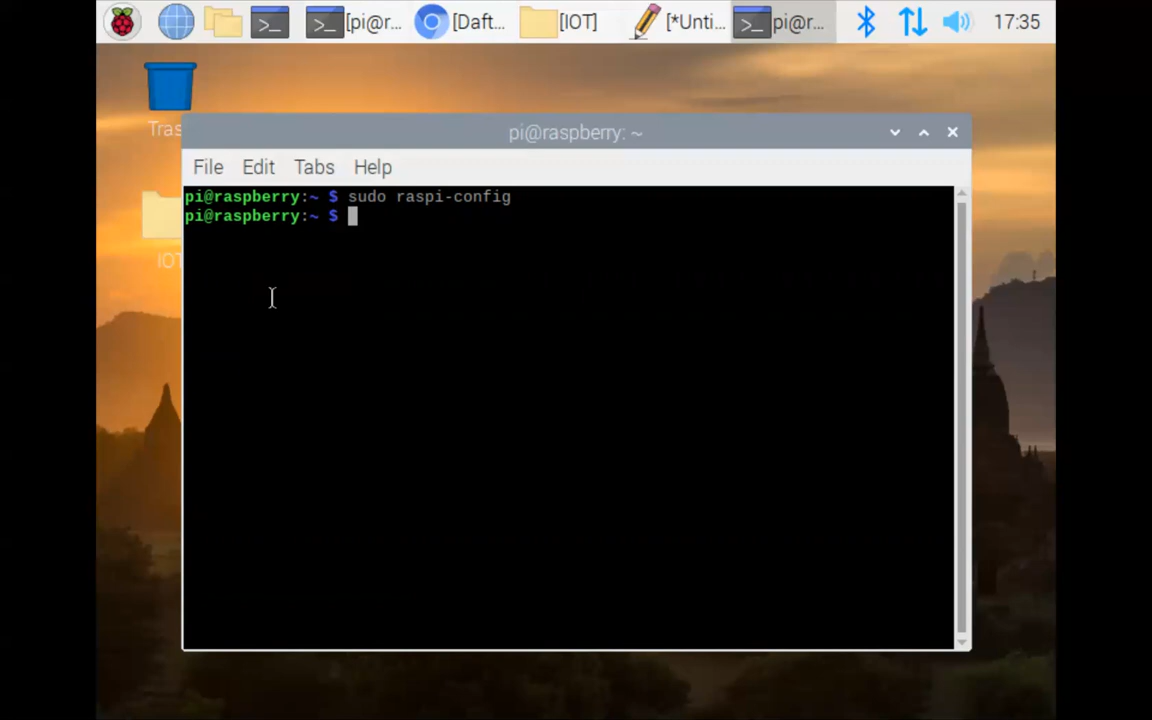 [pi@r... [Daft... [IOT] [*Unti... pi@r... 17:35
Tras
IOT
pi@raspberry: ~
File Edit Tabs Help
pi@raspberry:~ $ sudo raspi-config
pi@raspberry:~ $